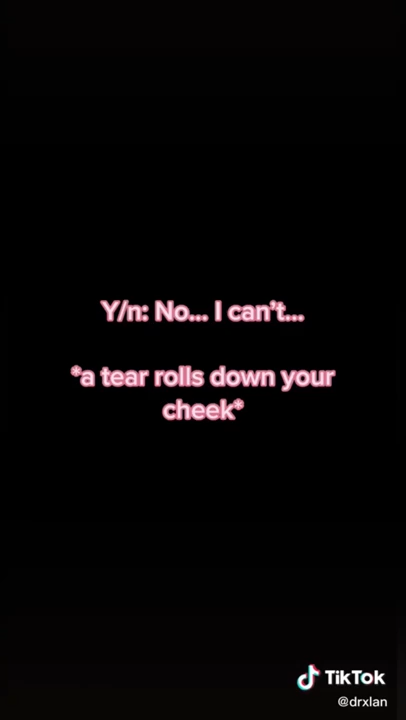 Y/n: No... I can't...
*a tear rolls down your
cheek*
TikTok
@drxlan